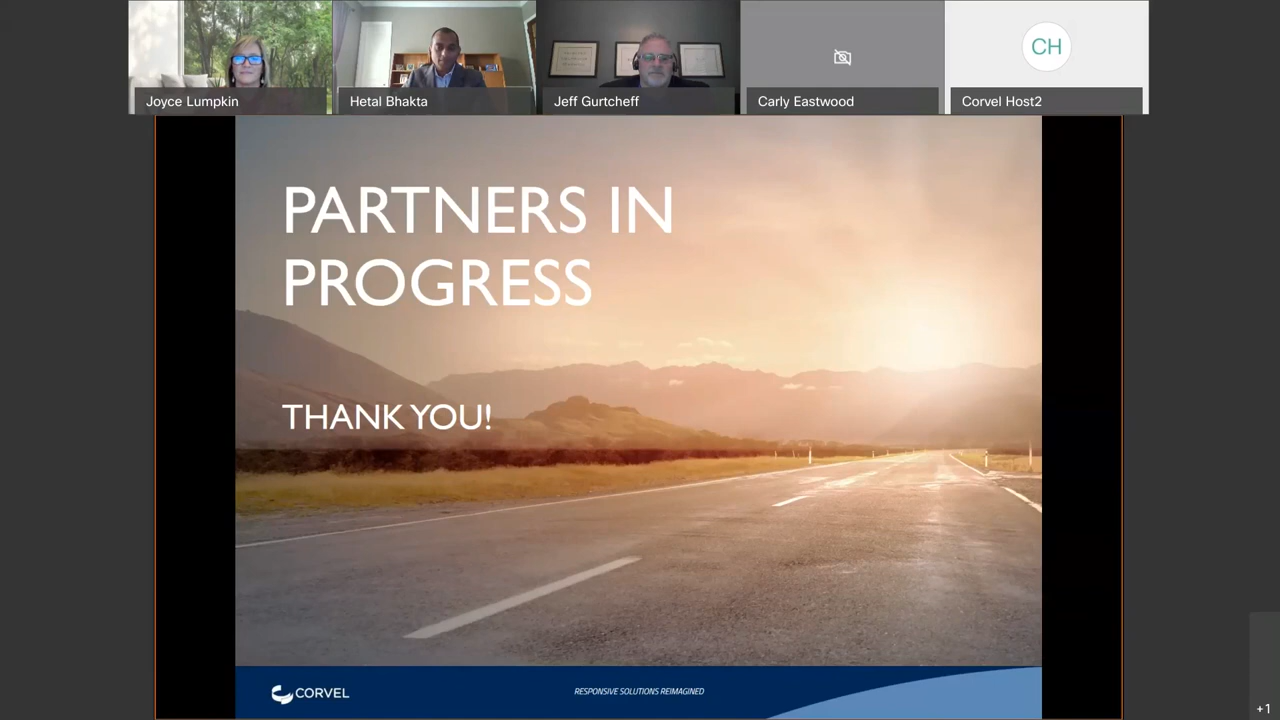 Joyce Lumpkin
Hetal Bhakta
Jeff Gurtcheff
Carly Eastwood
CH
Corvel Host2
PARTNERS IN
PROGRESS
THANK YOU!
CORVEL
RESPONSIVE SOLUTIONS REIMAGINED
+1